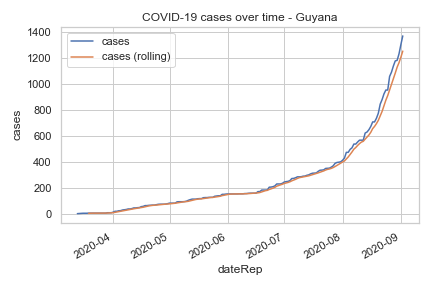 COVID-19 cases over time - Guyana
cases
cases (rolling)
1400
1200
1000
800
600
400
200
0
cases
2020-04
2020-05
2020-06
2020-07
2020-08
2020-09
dateRep